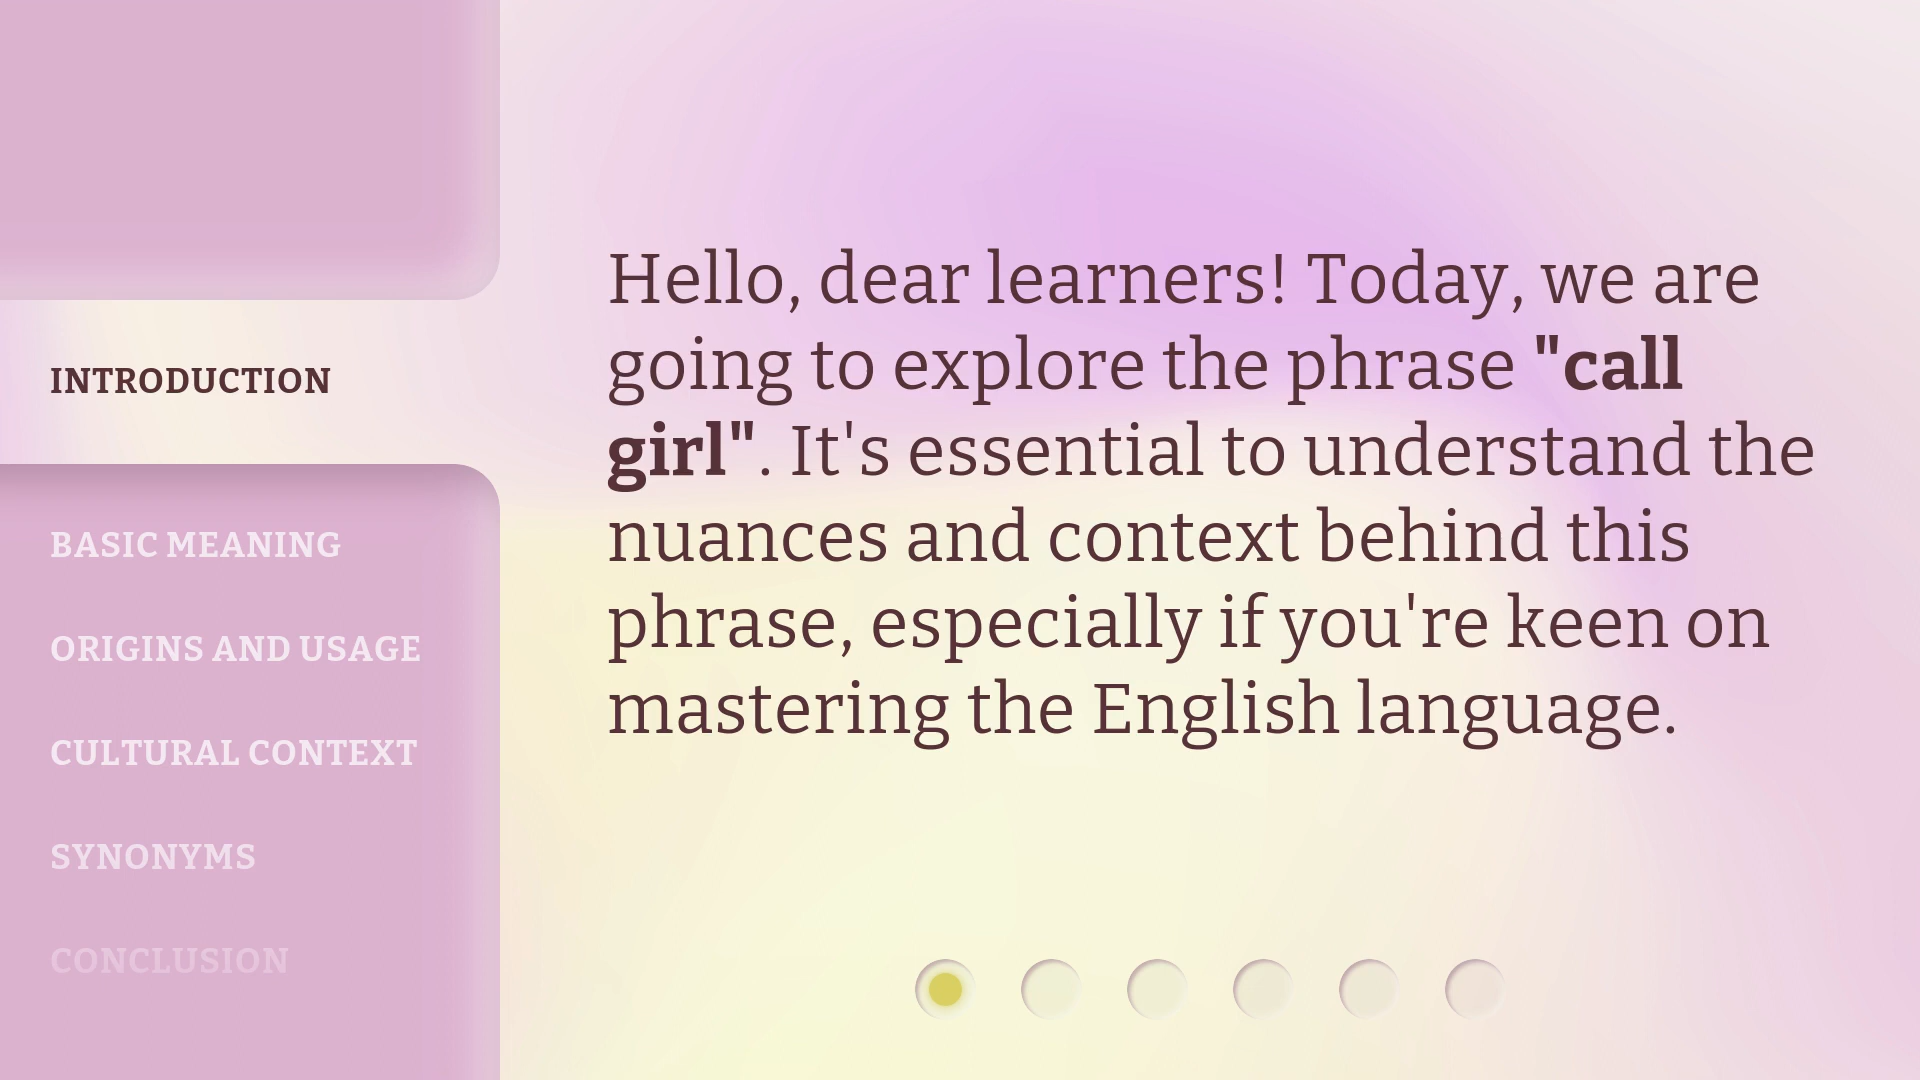 INTRODUCTION
BASIC MEANING
ORIGINS AND USAGE
CULTURAL CONTEXT
SYNONYMS
CONCLUSION
Hello, dear learners! Today, we are
going to explore the phrase "call
girl". It's essential to understand the
nuances and context behind this
phrase, especially if you're keen on
mastering the English language.